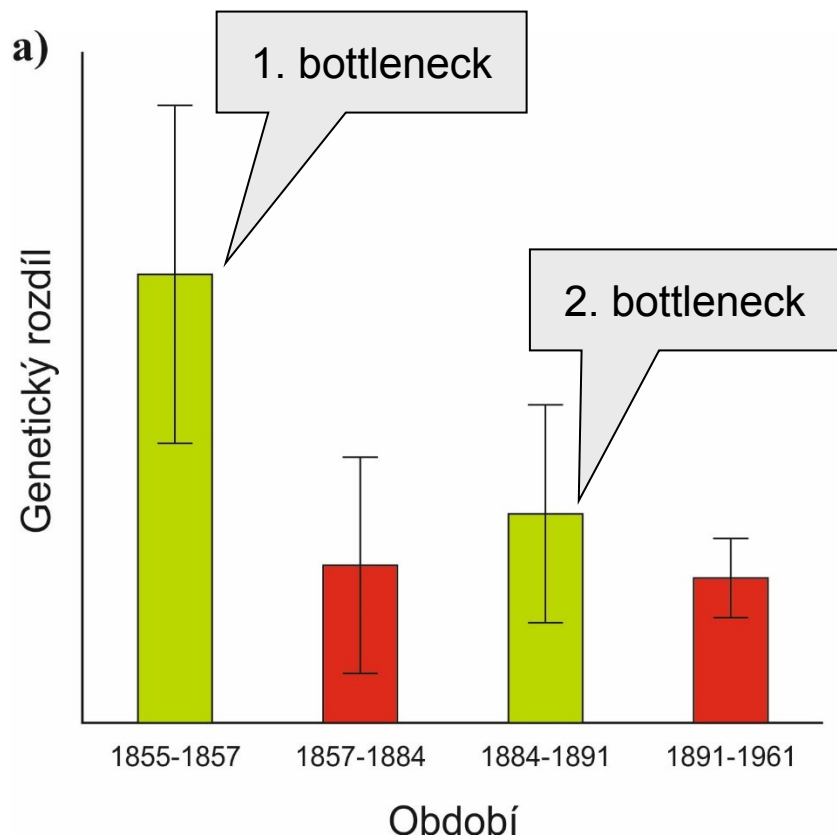 a)
1. bottleneck
2. bottleneck
Genetický rozdíl
1855-1857
1857-1884
1884-1891
1891-1961
Období